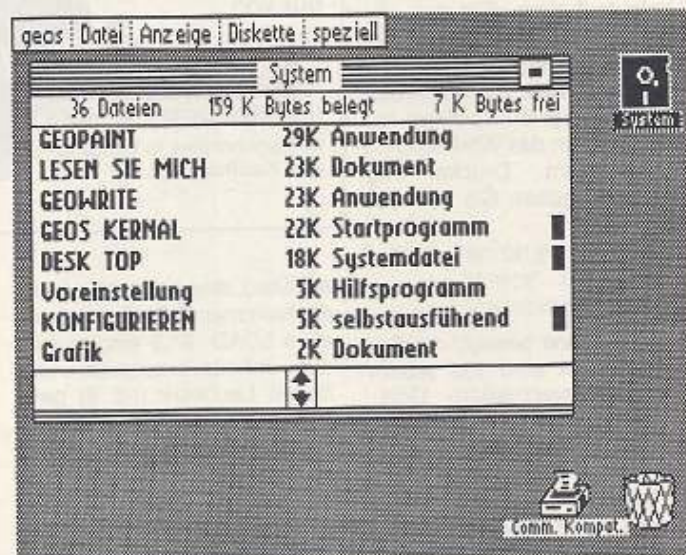 geos Datei Anzeige Diskette speziell
System
36 Dateien 159 K Bytes belegt 7 K Bytes frei
GEOPAINT 29K Anwendung
LESEN SIE MICH 23K Dokument
GEOWRITE 23K Anwendung
GEOS KERNAL 22K Startprogramm
DESK TOP 18K Systemdatei
Voreinstellung 5K Hilfsprogramm
KONFIGURIEREN 5K selbstausführend
Grafik 2K Dokument
System
Comm. Kompat.